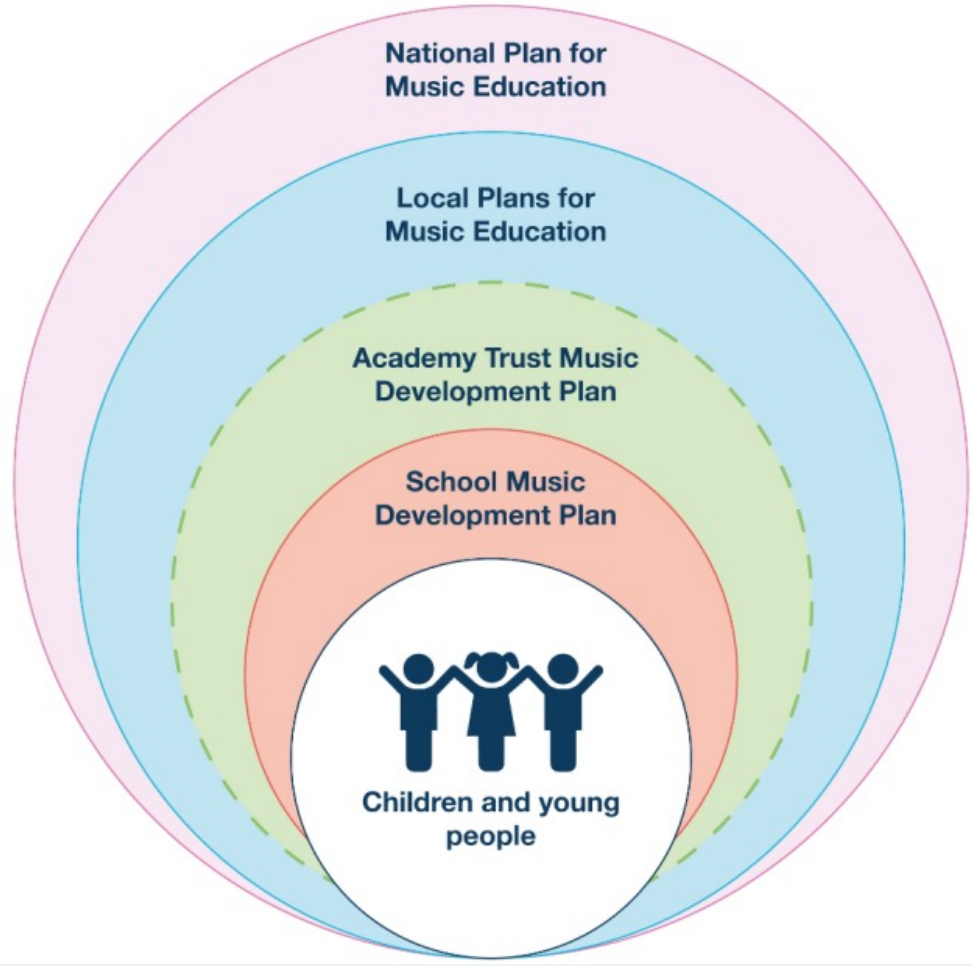 National Plan for
Music Education
Local Plans for
Music Education
Academy Trust Music
Development Plan
School Music
Development Plan
Children and young
people